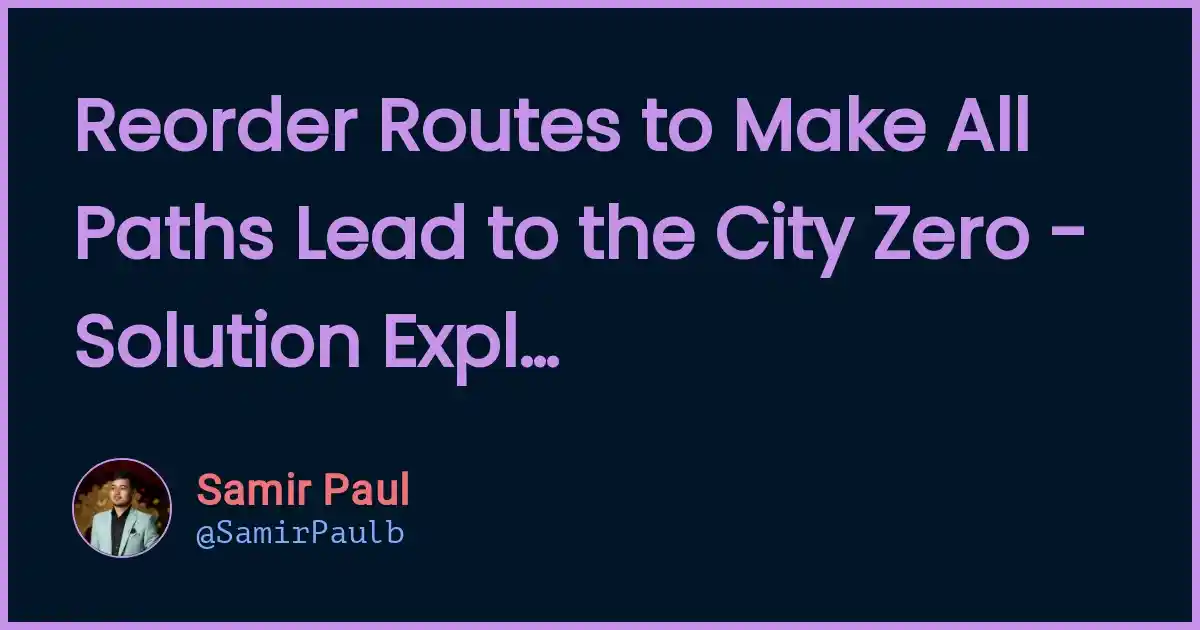 Reorder Routes to Make All
Paths Lead to the City Zero -
Solution Expl...
Samir Paul
@SamirPaulb